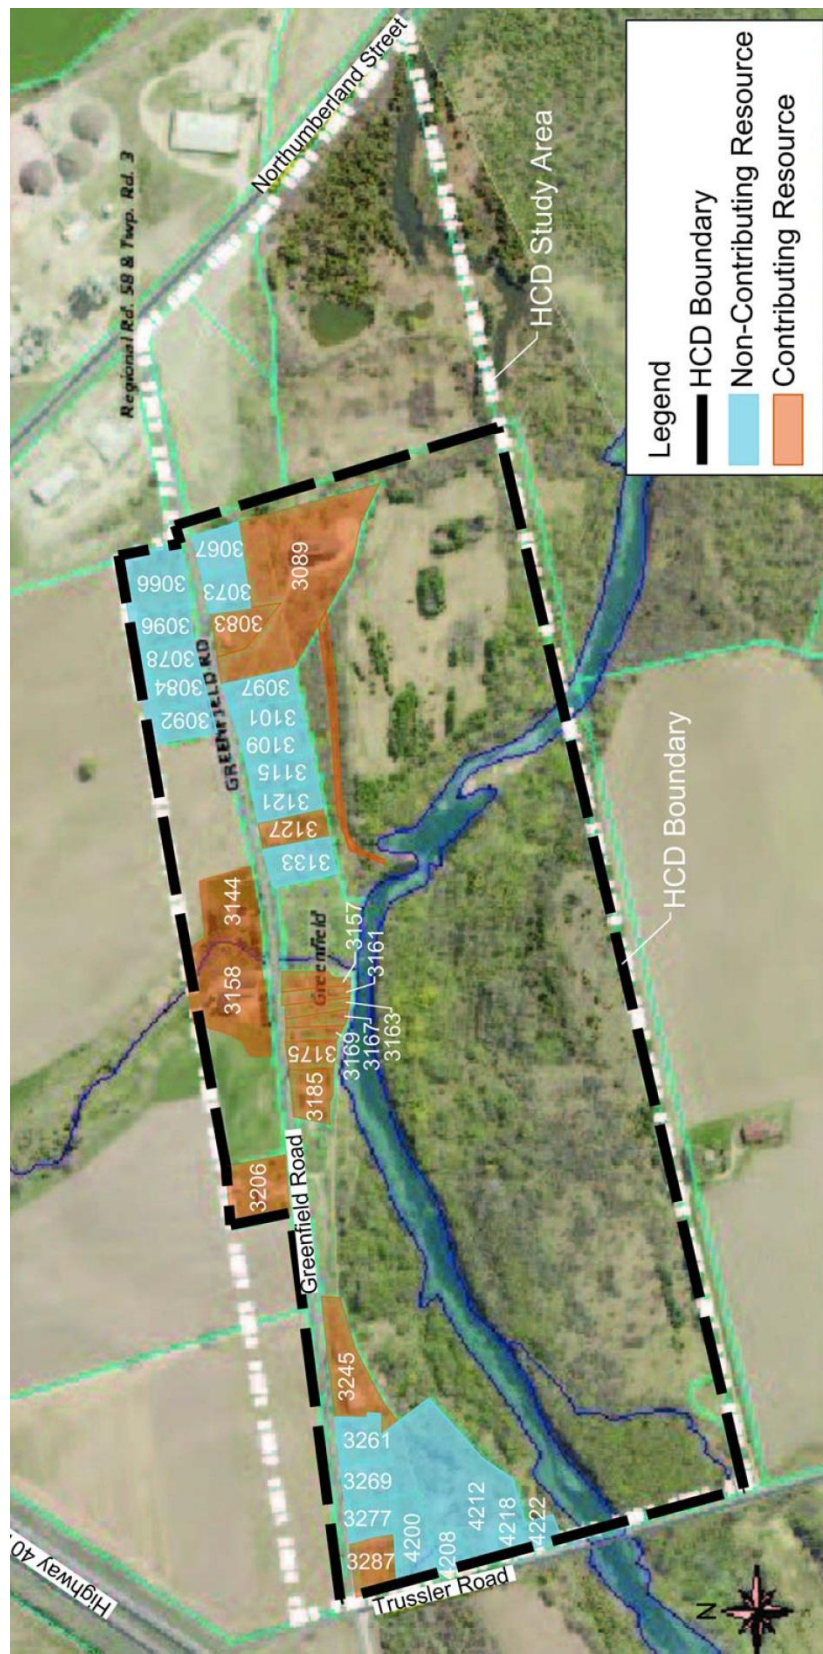 Northumberland Street
Regional Rd. 58 & Twp. Rd. 3
HCD Study Area
Legend
HCD Boundary
Non-Contributing Resource
Contributing Resource
3066
3096
3078
3084
3092
3067
3073
3083
3089
GREENFIELD RD
3097
3101
3109
3115
3121
3127
3133
3144
3158
Greenfield
3157
3161
3163
3167
3169
3175
3185
3206
Greenfield Road
HCD Boundary
3245
3261
3269
3277
3287
4200
208
4212
4218
4222
Trussler Road
Highway 40
N